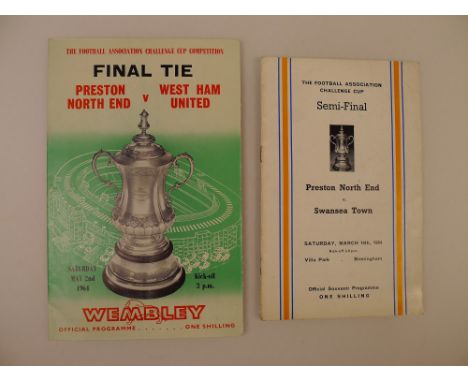 THE FOOTBALL ASSOCIATION CHALLENGE CUP COMPETITION
FINAL TIE
PRESTON NORTH END v WEST HAM UNITED
SATURDAY
MAY 2nd
1964
Kick-off
3 p.m.
WEMBLEY
OFFICIAL PROGRAMME . . . . . . . ONE SHILLING
THE FOOTBALL ASSOCIATION
CHALLENGE CUP
Semi-Final
Preston North End
v.
Swansea Town
SATURDAY, MARCH 14th, 1964
Villa Park . . Birmingham
Official Souvenir Programme
ONE SHILLING